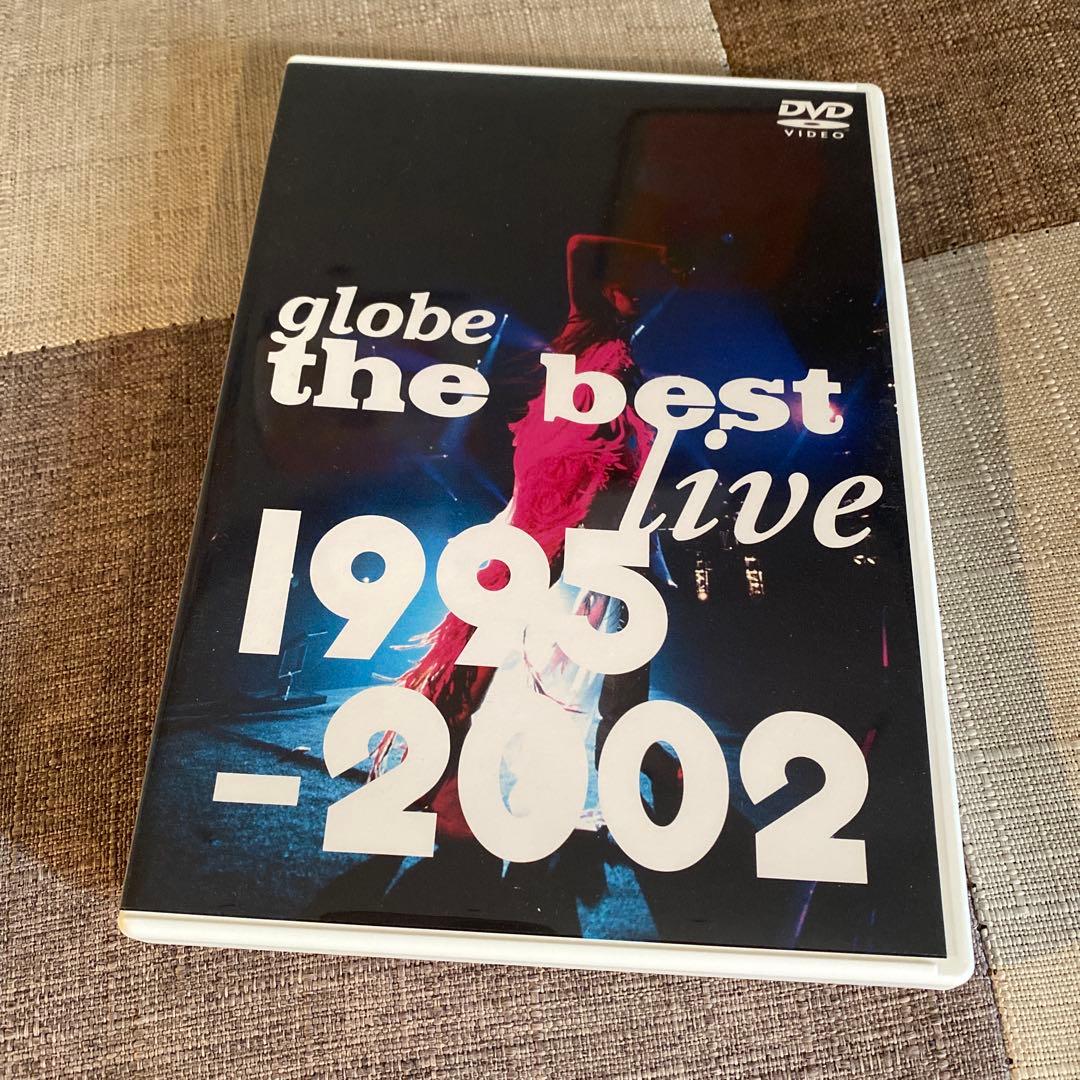 DVD
VIDEO
globe
the best
live
1995
-2002